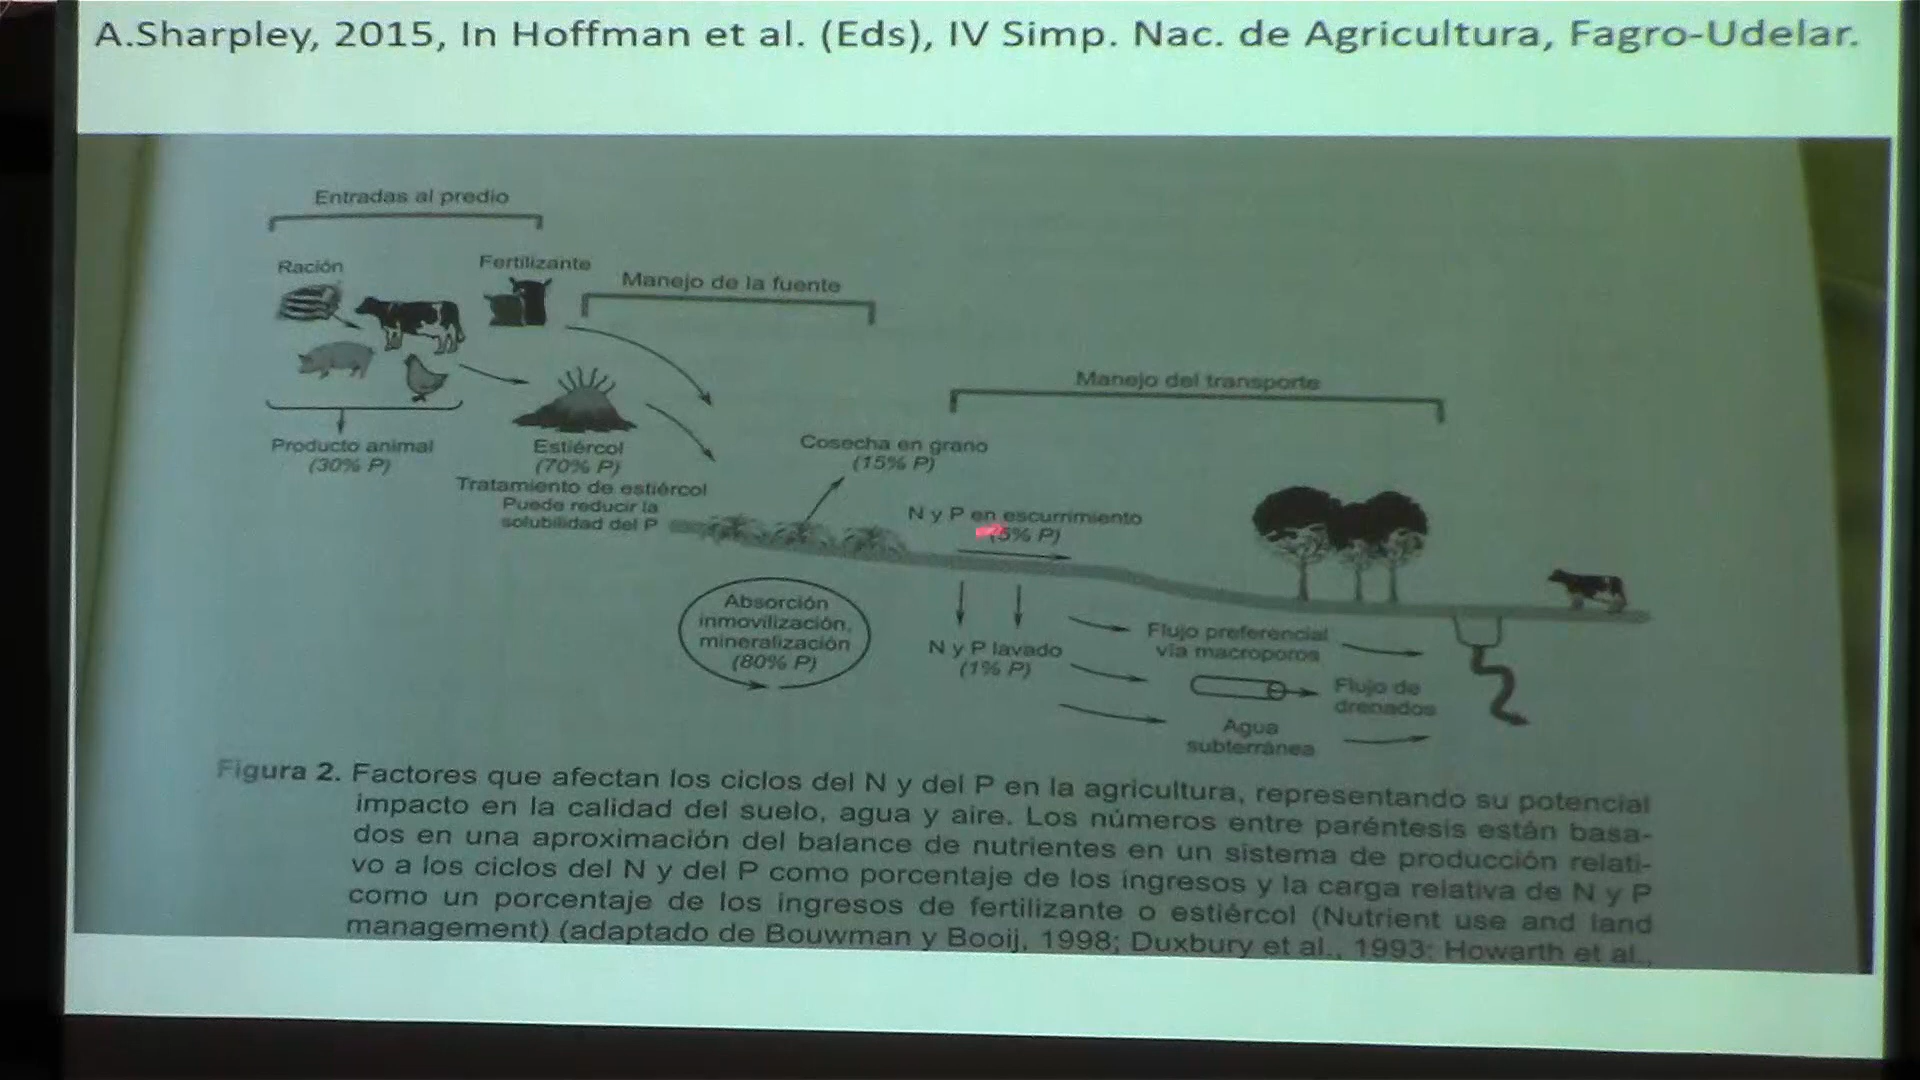 A.Sharpley, 2015, In Hoffman et al. (Eds), IV Simp. Nac. de Agricultura, Fagro-Udelar.
Entradas al predio
Ración
Fertilizante
Manejo de la fuente
Manejo del transporte
Producto animal
(30% P)
Estiércol
(70% P)
Tratamiento de estiércol
Puede reducir la
solubilidad del P
Cosecha en grano
(15% P)
N y P en escurrimiento
(5% P)
Absorción
inmovilización,
mineralización
(80% P)
N y P lavado
(1% P)
Flujo preferencial
vía macroporos
Flujo de
drenados
Agua
subterránea
Figura 2. Factores que afectan los ciclos del N y del P en la agricultura, representando su potencial
impacto en la calidad del suelo, agua y aire. Los números entre paréntesis están basa-
dos en una aproximación del balance de nutrientes en un sistema de producción relati-
vo a los ciclos del N y del P como porcentaje de los ingresos y la carga relativa de N y P
como un porcentaje de los ingresos de fertilizante o estiércol (Nutrient use and land
management) (adaptado de Bouwman y Booij, 1998; Duxbury et al., 1993; Howarth et al.,